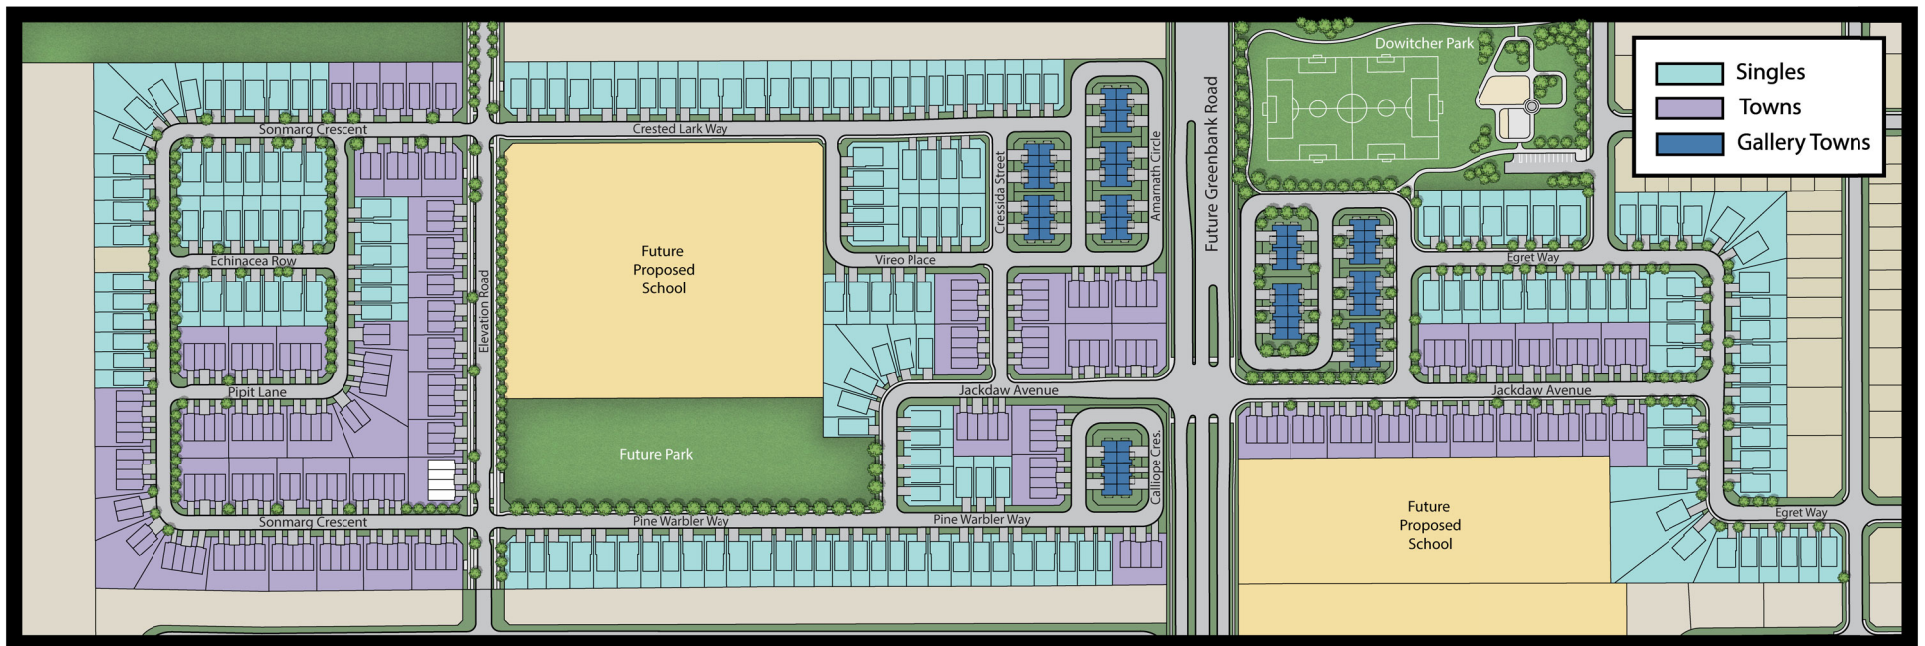 Dowitcher Park
Singles
Towns
Gallery Towns
Sonmarg Crescent
Crested Lark Way
Cressida Street
Amarnath Circle
Future Greenbank Road
Echinacea Row
Elevation Road
Future
Proposed
School
Vireo Place
Egret Way
Pipit Lane
Jackdaw Avenue
Jackdaw Avenue
Future Park
Calliope Cres.
Sonmarg Crescent
Pine Warbler Way
Pine Warbler Way
Future
Proposed
School
Egret Way